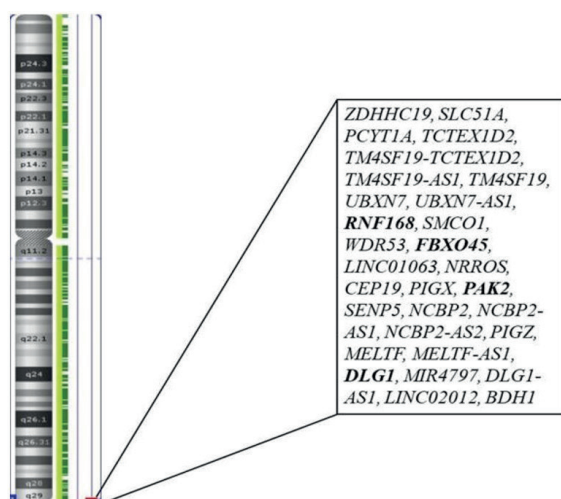 p24.3
p24.1
p22.3
p22.1
p21.31
p14.3
p14.2
p14.1
p13
p12.3
q11.2
q22.1
q24
q26.1
q26.31
q28
q29
ZDHHC19, SLC51A,
PCYT1A, TCTEX1D2,
TM4SF19-TCTEX1D2,
TM4SF19-AS1, TM4SF19,
UBXN7, UBXN7-AS1,
RNF168, SMCO1,
WDR53, FBXO45,
LINC01063, NRROS,
CEP19, PIGX, PAK2,
SENP5, NCBP2, NCBP2-
AS1, NCBP2-AS2, PIGZ,
MELTF, MELTF-AS1,
DLG1, MIR4797, DLG1-
AS1, LINC02012, BDH1